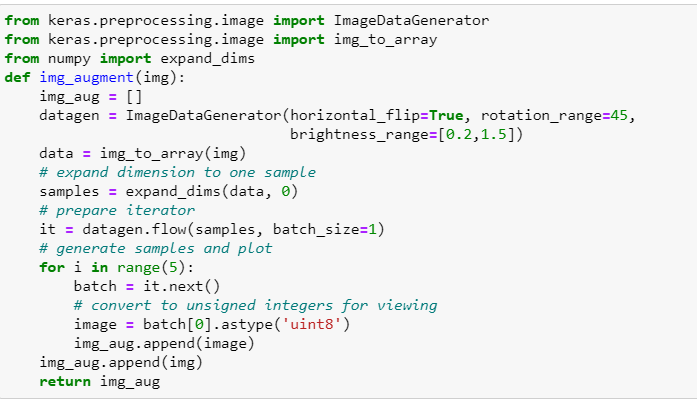 from keras.preprocessing.image import ImageDataGenerator
from keras.preprocessing.image import img_to_array
from numpy import expand_dims
def img_augment(img):
    img_aug = []
    datagen = ImageDataGenerator(horizontal_flip=True, rotation_range=45,
                                 brightness_range=[0.2,1.5])
    data = img_to_array(img)
    # expand dimension to one sample
    samples = expand_dims(data, 0)
    # prepare iterator
    it = datagen.flow(samples, batch_size=1)
    # generate samples and plot
    for i in range(5):
        batch = it.next()
        # convert to unsigned integers for viewing
        image = batch[0].astype('uint8')
        img_aug.append(image)
    img_aug.append(img)
    return img_aug